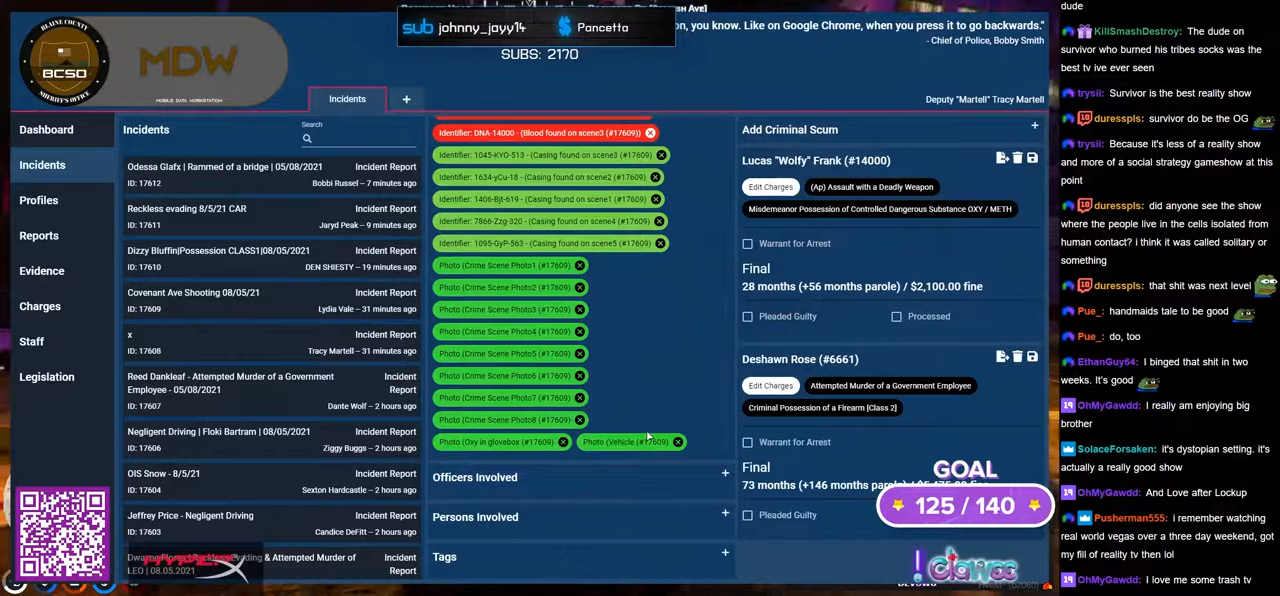 sub johnny_jayy14 Pancetta
on, you know. Like on Google Chrome, when you press it to go backwards."
- Chief of Police, Bobby Smith
SUBS: 2170
BLAINE COUNTY
BCSO
SHERIFF'S OFFICE
MDW
MOBILE DATA WORKSTATION
Incidents
+
Deputy "Martell" Tracy Martell
Dashboard
Incidents
Profiles
Reports
Evidence
Charges
Staff
Legislation
Incidents
Search
Odessa Glafx | Rammed of a bridge | 05/08/2021 Incident Report
ID: 17612 Bobbi Russel - 7 minutes ago
Reckless evading 8/5/21 CAR Incident Report
ID: 17611 Jaryd Peak - 9 minutes ago
Dizzy Bluffin|Possession CLASS1|08/05/2021 Incident Report
ID: 17610 DEN SHIESTY - 19 minutes ago
Covenant Ave Shooting 08/05/21 Incident Report
ID: 17609 Lydia Vale - 31 minutes ago
x Incident Report
ID: 17608 Tracy Martell - 31 minutes ago
Reed Dankleaf - Attempted Murder of a Government Incident
Employee - 05/08/2021 Report
ID: 17607 Dante Wolf - 2 hours ago
Negligent Driving | Floki Bartram | 08/05/2021 Incident Report
ID: 17606 Ziggy Buggs - 2 hours ago
OIS Snow - 8/5/21 Incident Report
ID: 17604 Sexton Hardcastle - 2 hours ago
Jeffrey Price - Negligent Driving Incident Report
ID: 17603 Candice DeFitt - 2 hours ago
& Attempted Murder of Incident
LEO | 08.05.2021 Report
HYPERX
Identifier: DNA-14000 - (Blood found on scene3 (#17609))
Identifier: 1045-KYO-513 - (Casing found on scene3 (#17609)
Identifier: 1634-yCu-18 - (Casing found on scene2 (#17609)
Identifier: 1406-Bjt-619 - (Casing found on scene1 (#17609)
Identifier: 7866-Zzg-320 - (Casing found on scene4 (#17609)
Identifier: 1095-GyP-563 - (Casing found on scene5 (#17609)
Photo (Crime Scene Photo1 (#17609)
Photo (Crime Scene Photo2 (#17609)
Photo (Crime Scene Photo3 (#17609)
Photo (Crime Scene Photo4 (#17609)
Photo (Crime Scene Photo5 (#17609)
Photo (Crime Scene Photo6 (#17609)
Photo (Crime Scene Photo7 (#17609)
Photo (Crime Scene Photo8 (#17609)
Photo (Oxy in glovebox (#17609) Photo (Vehicle (#17609)
Officers Involved +
Persons Involved +
Tags +
Add Criminal Scum +
Lucas "Wolfy" Frank (#14000)
Edit Charges (Ap) Assault with a Deadly Weapon
Misdemeanor Possession of Controlled Dangerous Substance OXY / METH
Warrant for Arrest
Final
28 months (+56 months parole) / $2,100.00 fine
Pleaded Guilty Processed
Deshawn Rose (#6661)
Edit Charges Attempted Murder of a Government Employee
Criminal Possession of a Firearm [Class 2]
Warrant for Arrest
Final
73 months (+146 months
Pleaded Guilty
GOAL
125 / 140
!Clawee
dude
KillSmashDestroy: The dude on
survivor who burned his tribes socks was the
best tv ive ever seen
trysii: Survivor is the best reality show
duresspls: survivor do be the OG
trysii: Because it's less of a reality show
and more of a social strategy gameshow at this
point
duresspls: did anyone see the show
where the people live in the cells isolated from
human contact? i think it was called solitary or
something
duresspls: that shit was next level
Pue_: handmaids tale to be good
Pue_: do, too
EthanGuy64: I binged that shit in two
weeks. It's good
OhMyGawdd: I really am enjoying big
brother
SolaceForsaken: it's dystopian setting. it's
actually a really good show
OhMyGawdd: And Love after Lockup
Pusherman555: i remember watching
real world vegas over a three day weekend, got
my fill of reality tv then lol
OhMyGawdd: I love me some trash tv